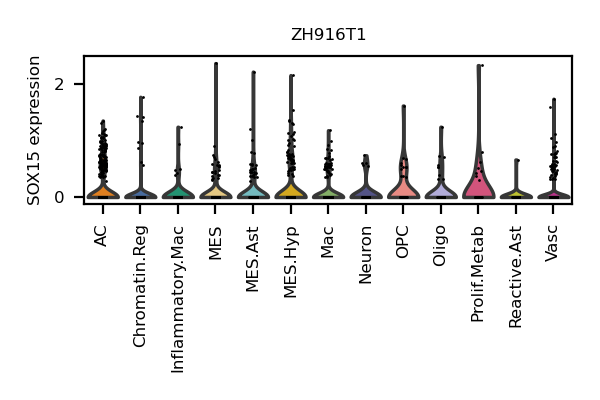 ZH916T1
SOX15 expression
2
0
AC
Chromatin.Reg
Inflammatory.Mac
MES
MES.Ast
MES.Hyp
Mac
Neuron
OPC
Oligo
Prolif.Metab
Reactive.Ast
Vasc